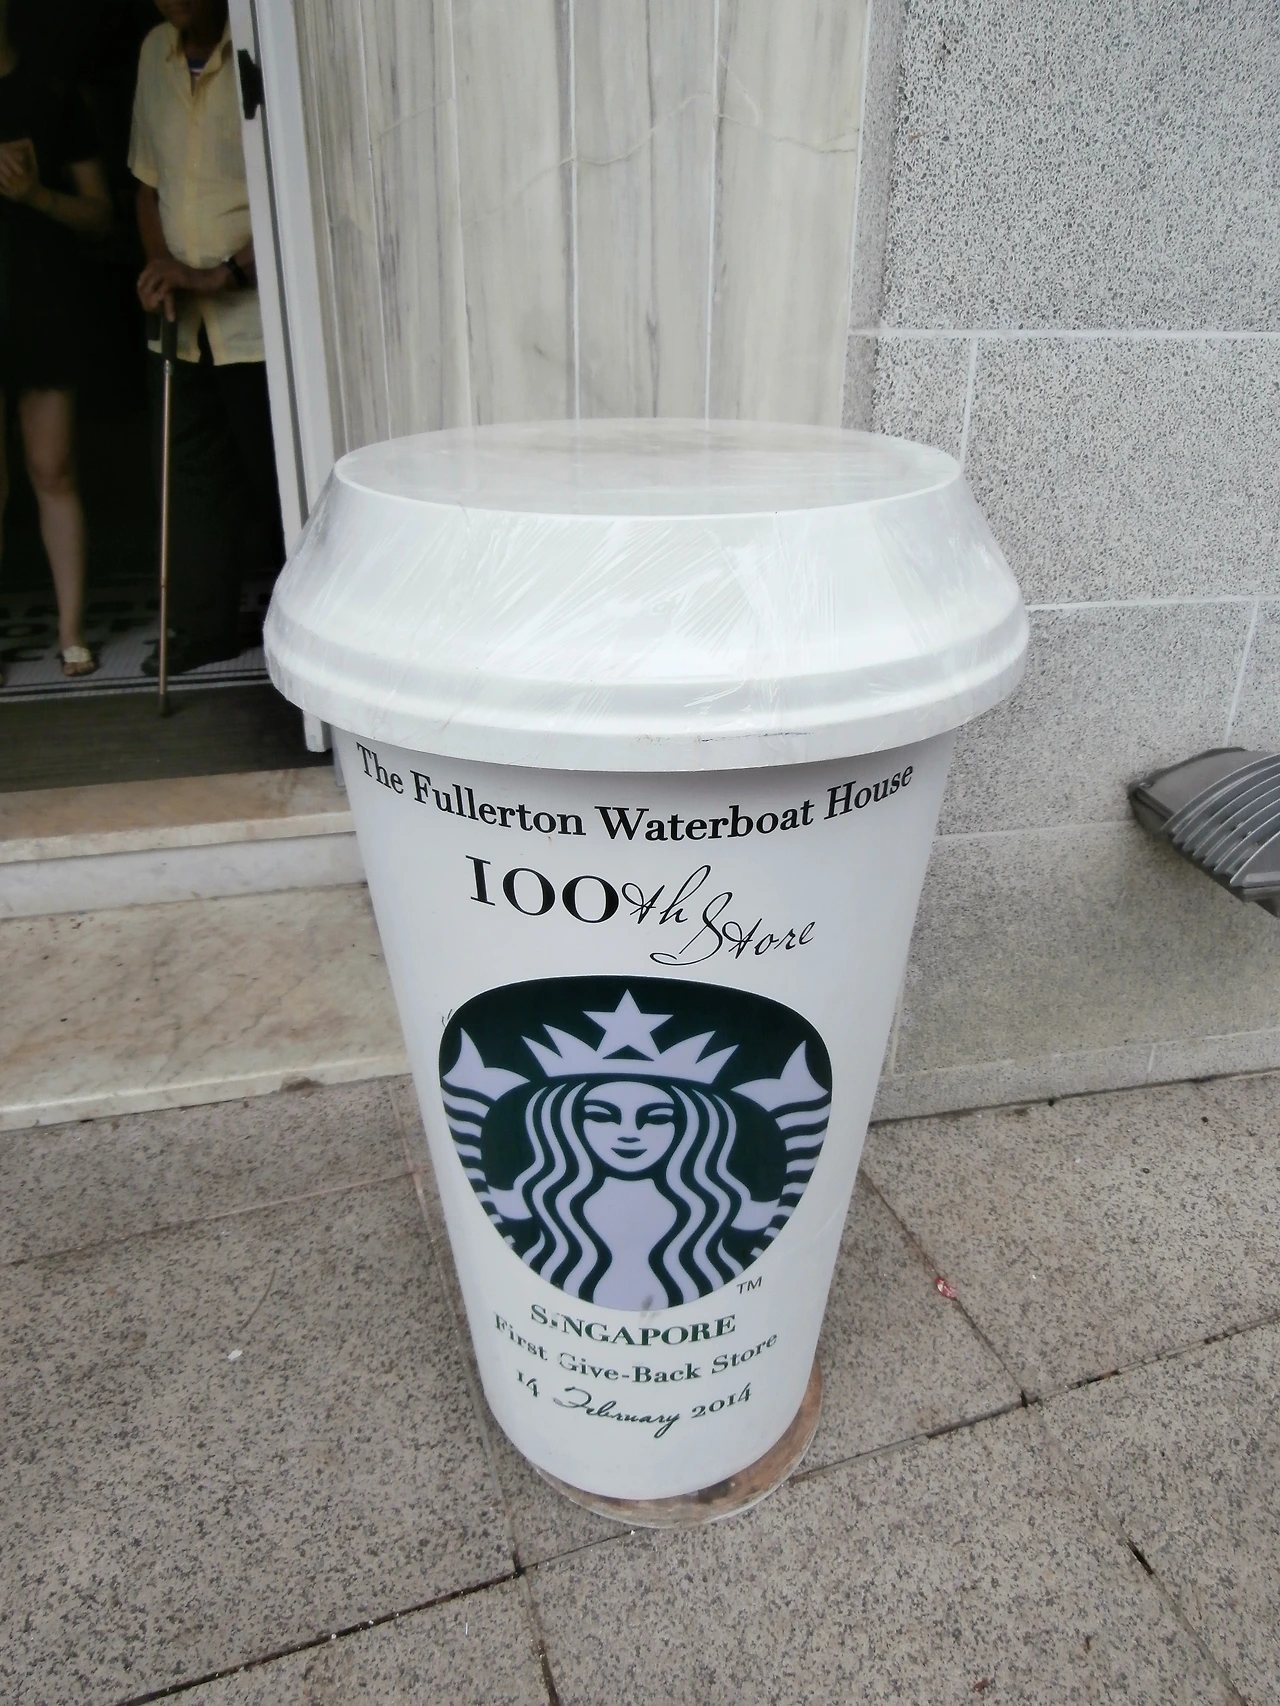 The Fullerton Waterboat House
100th Store
TM
SINGAPORE
First Give-Back Store
14 February 2014